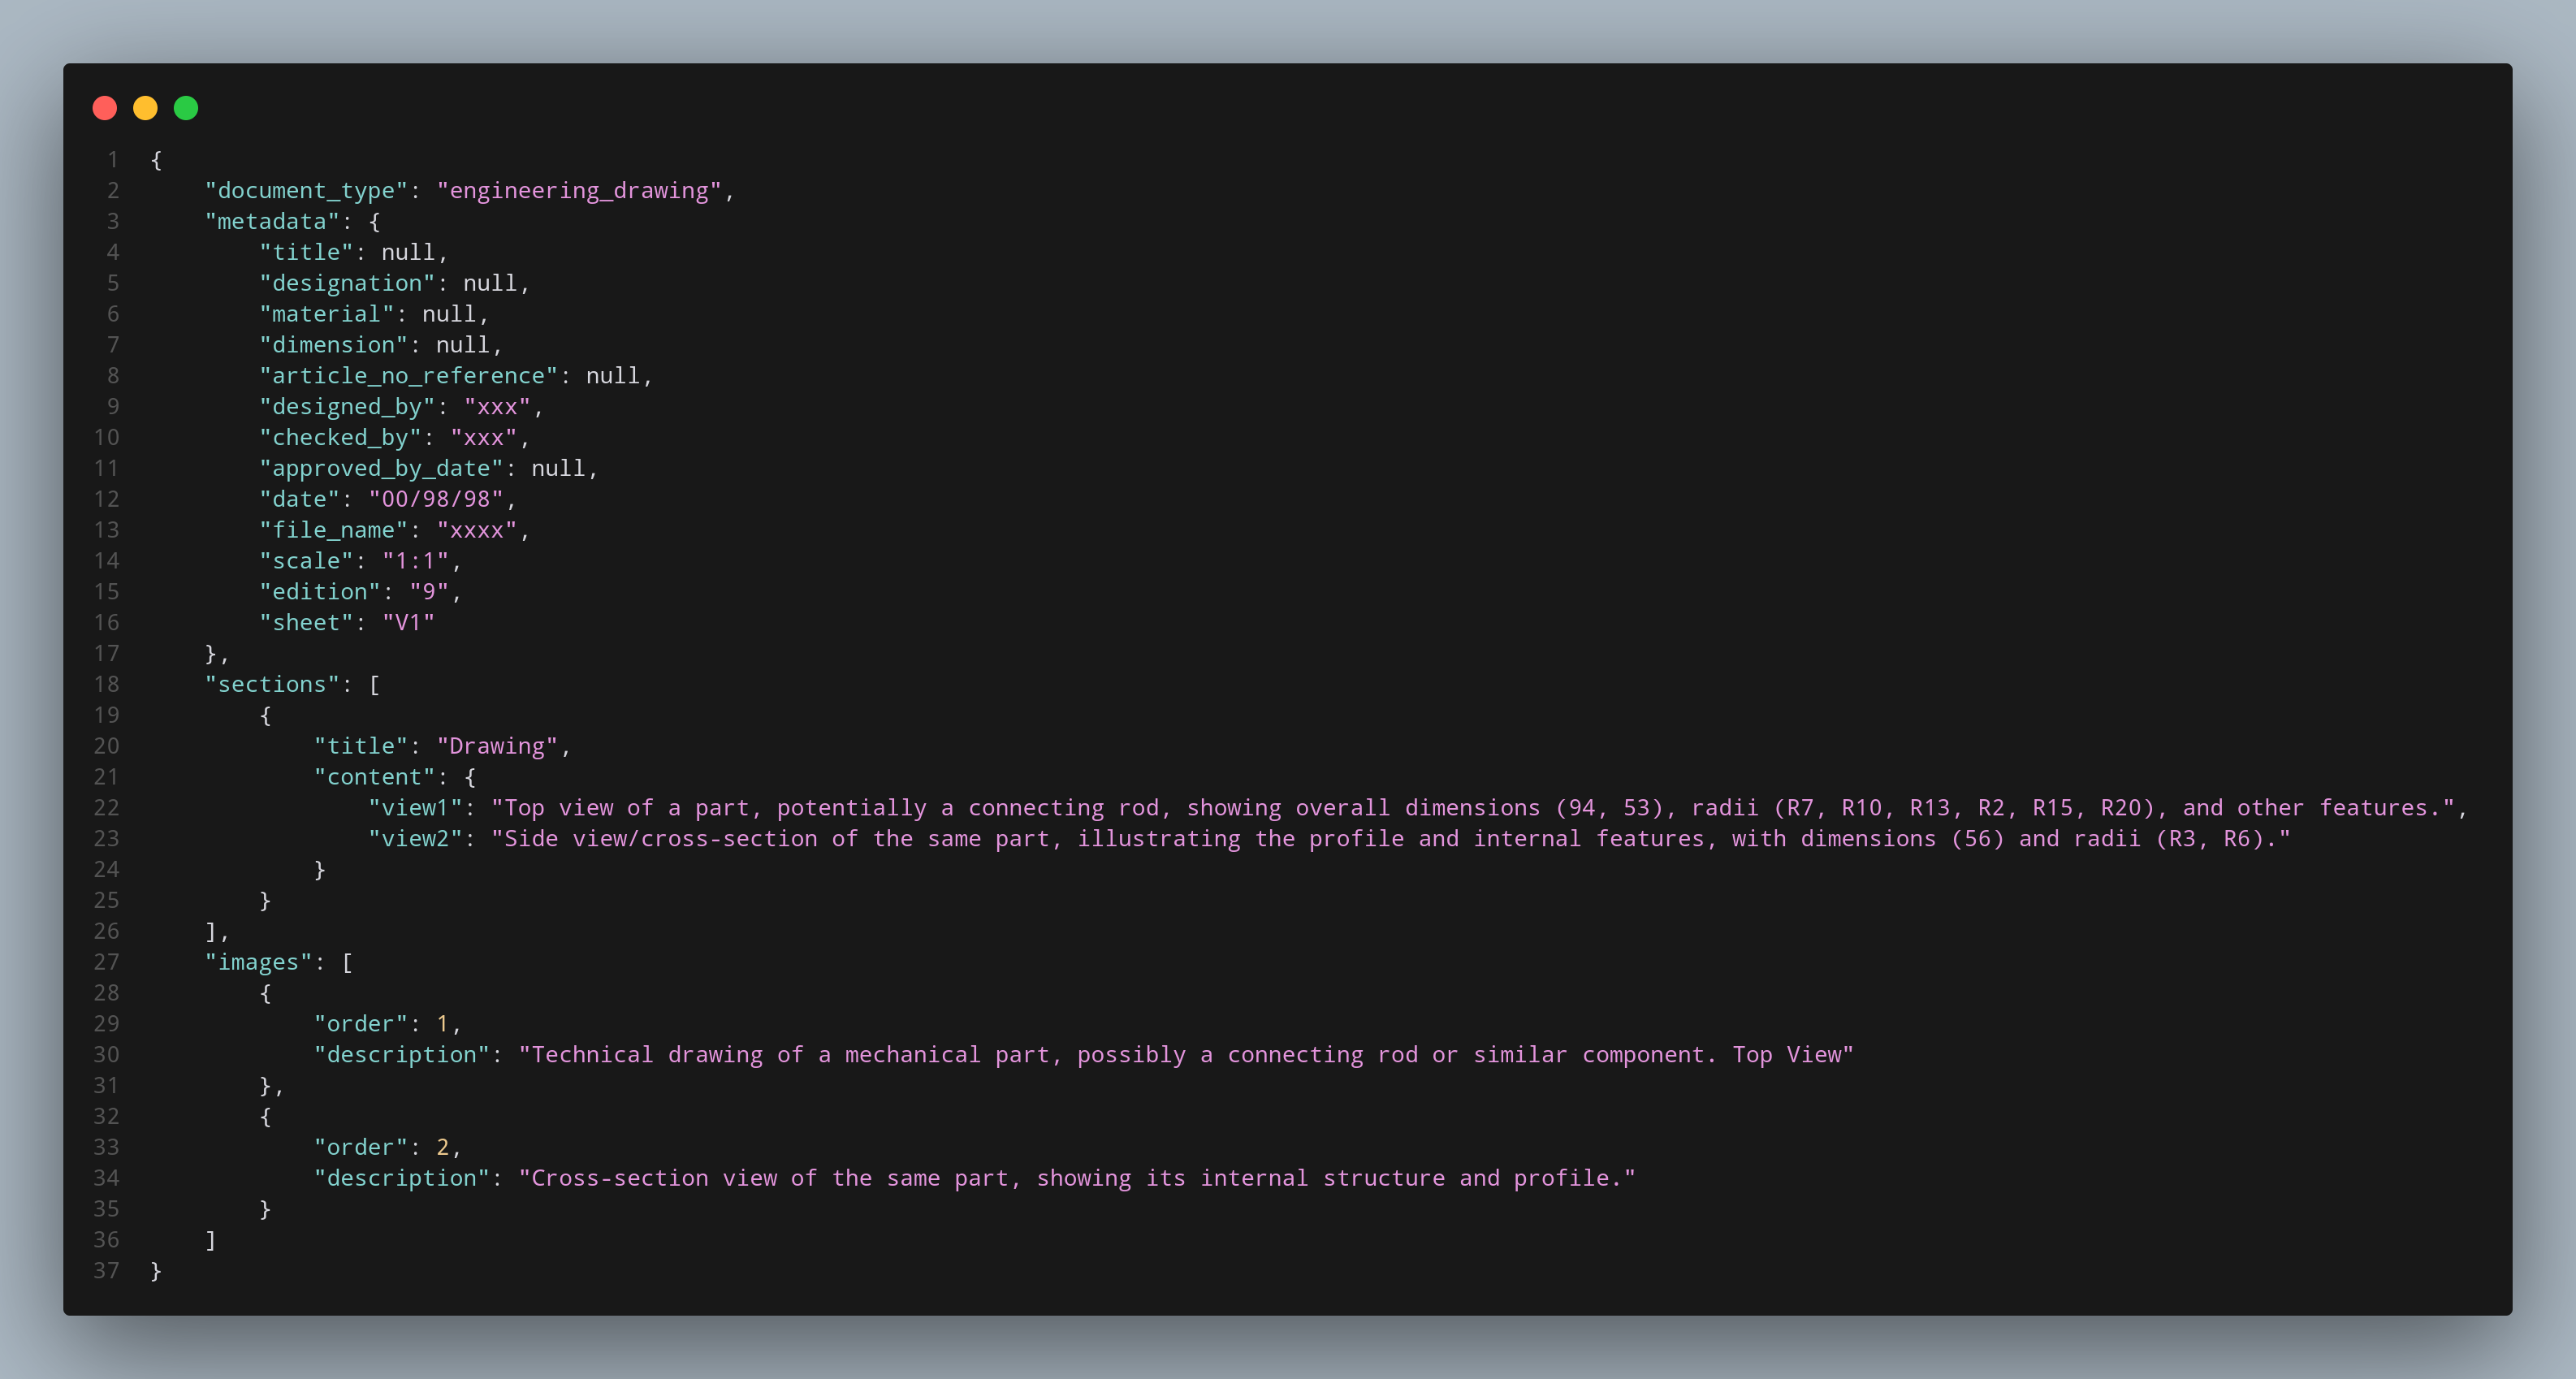 1 {
2     "document_type": "engineering_drawing",
3     "metadata": {
4         "title": null,
5         "designation": null,
6         "material": null,
7         "dimension": null,
8         "article_no_reference": null,
9         "designed_by": "xxx",
10         "checked_by": "xxx",
11         "approved_by_date": null,
12         "date": "00/98/98",
13         "file_name": "xxxx",
14         "scale": "1:1",
15         "edition": "9",
16         "sheet": "V1"
17     },
18     "sections": [
19         {
20             "title": "Drawing",
21             "content": {
22                 "view1": "Top view of a part, potentially a connecting rod, showing overall dimensions (94, 53), radii (R7, R10, R13, R2, R15, R20), and other features.",
23                 "view2": "Side view/cross-section of the same part, illustrating the profile and internal features, with dimensions (56) and radii (R3, R6)."
24             }
25         }
26     ],
27     "images": [
28         {
29             "order": 1,
30             "description": "Technical drawing of a mechanical part, possibly a connecting rod or similar component. Top View"
31         },
32         {
33             "order": 2,
34             "description": "Cross-section view of the same part, showing its internal structure and profile."
35         }
36     ]
37 }